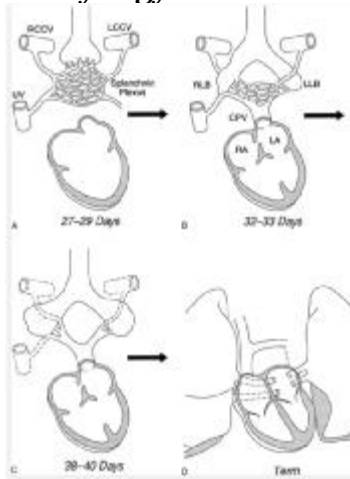 RCCV
LCCV
Splanchnic
Plexus
UV
A
27-29 Days
RLB
LLB
CPV
LA
RA
B
32-33 Days
C
38-40 Days
D
Term